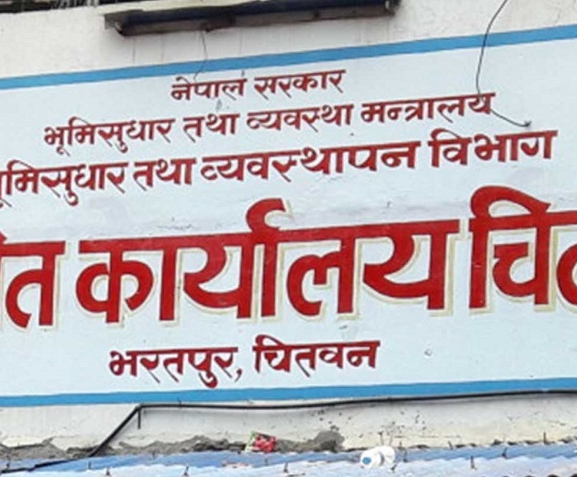 नेपाल सरकार
भूमिसुधार तथा व्यवस्था मन्त्रालय
तथा व्यवस्थापन विभाग
कार्यालय
भरतपुर, चितवन